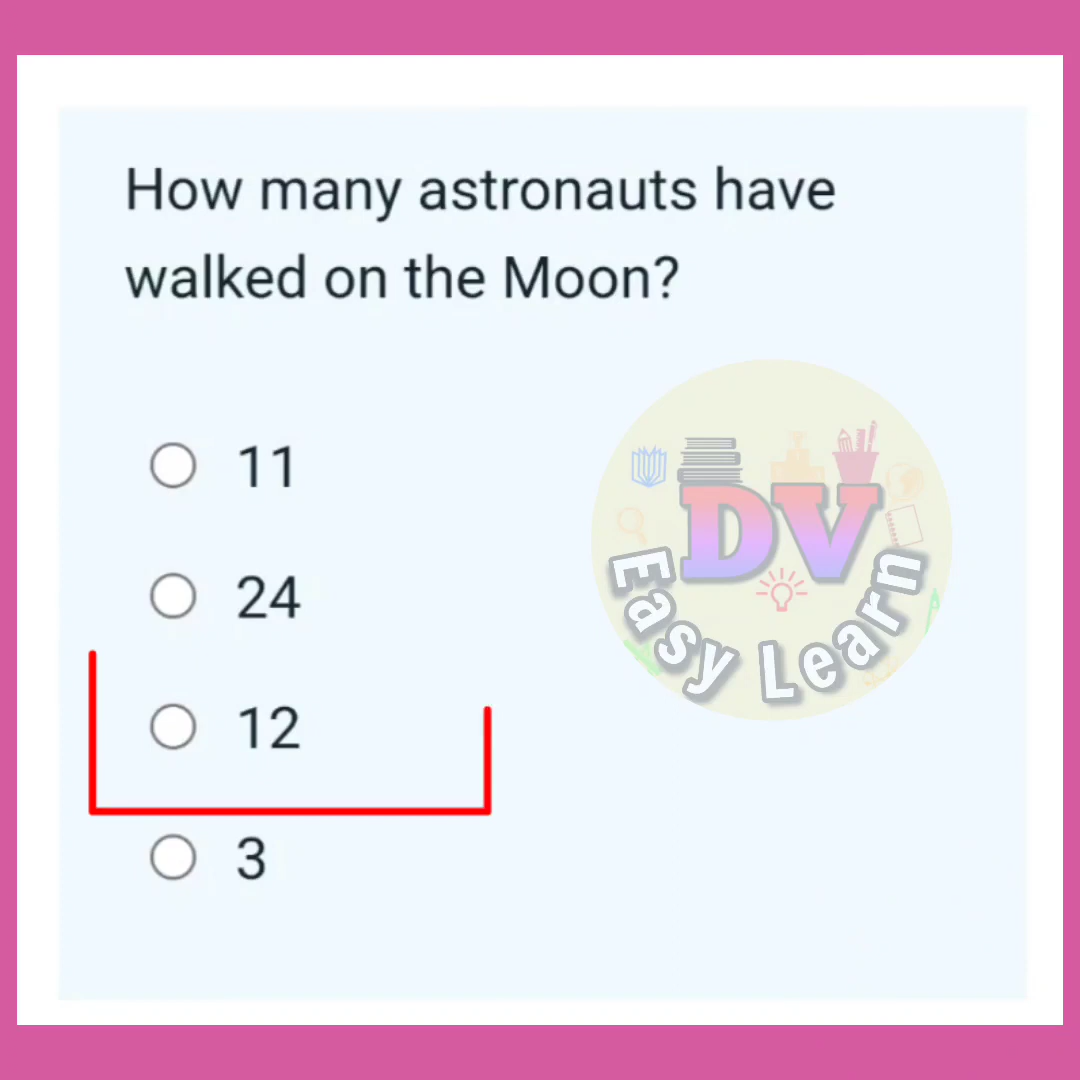 How many astronauts have
walked on the Moon?
11
24
12
3
DV
Easy Learn